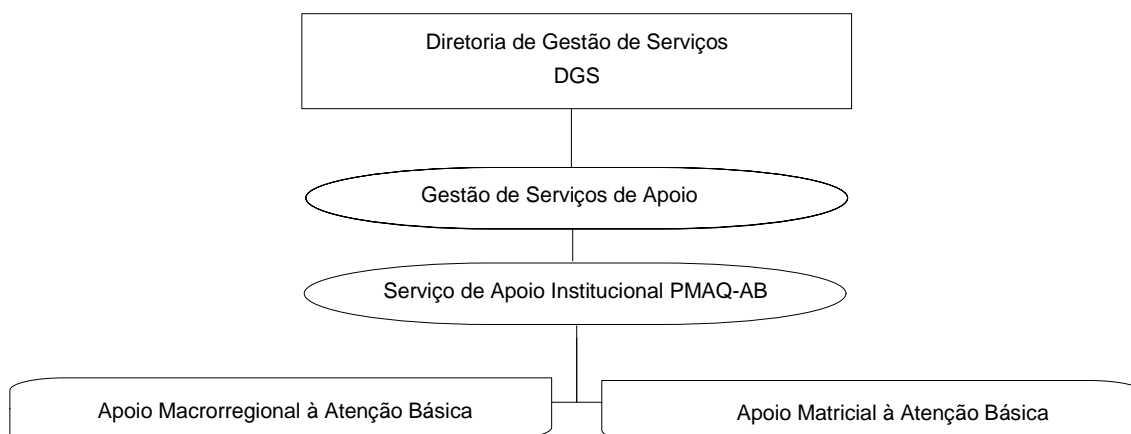 Diretoria de Gestão de Serviços
DGS
Gestão de Serviços de Apoio
Serviço de Apoio Institucional PMAQ-AB
Apoio Macrorregional à Atenção Básica
Apoio Matricial à Atenção Básica